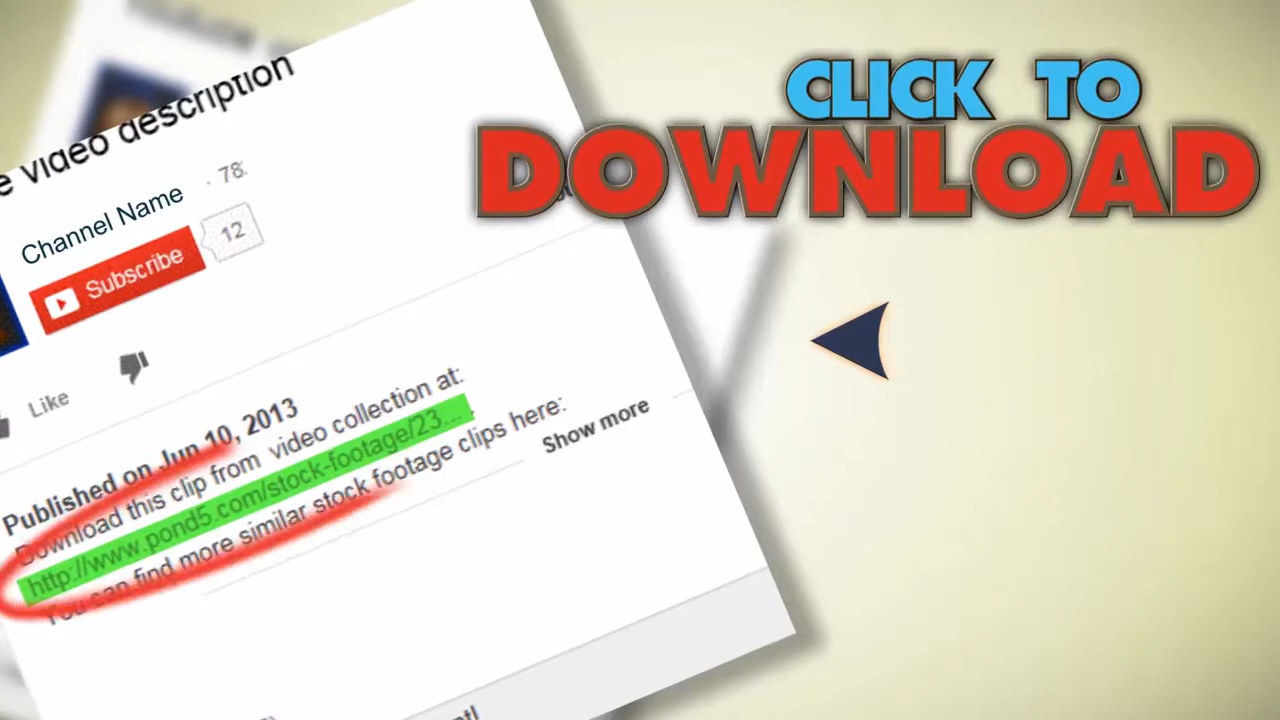 CLICK TO
DOWNLOAD
e video description
Channel Name
78
Subscribe
12
Like
Published on Jun 10, 2013
Download this clip from video collection at:
http://www.pond5.com/stock-footage/23...
You can find more similar stock footage clips here:
Show more